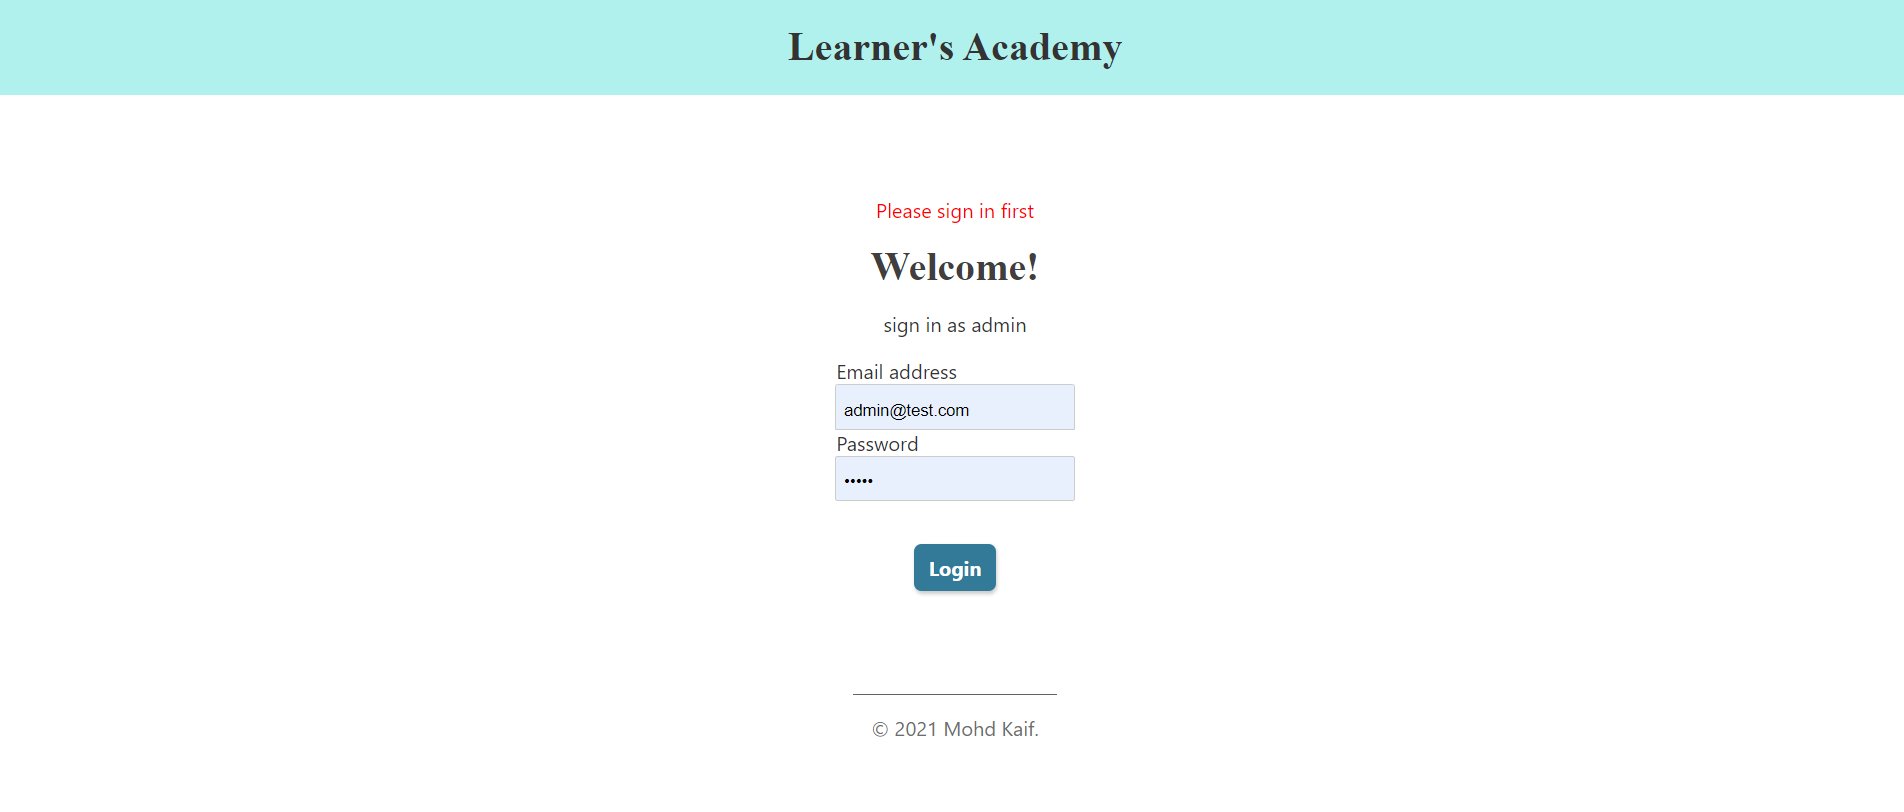 Learner's Academy
Please sign in first
Welcome!
sign in as admin
Email address
admin@test.com
Password
•••••
Login
© 2021 Mohd Kaif.